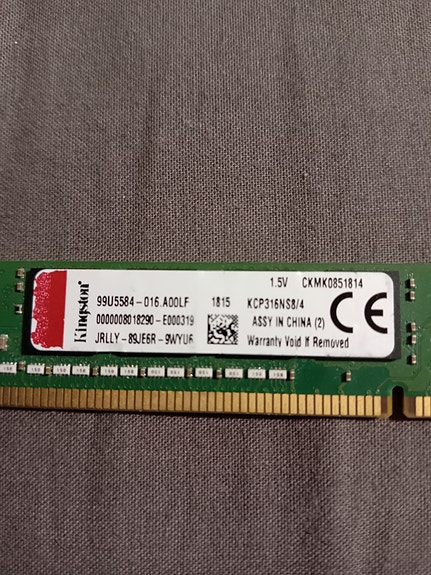 Kingston
1.5V CKMK0851814
99U5584-016.A00LF 1815 KCP316NS8/4
0000008018290-E000319 ASSY IN CHINA (2)
JRLLY-89JE6R-9WYU6 Warranty Void If Removed
CE